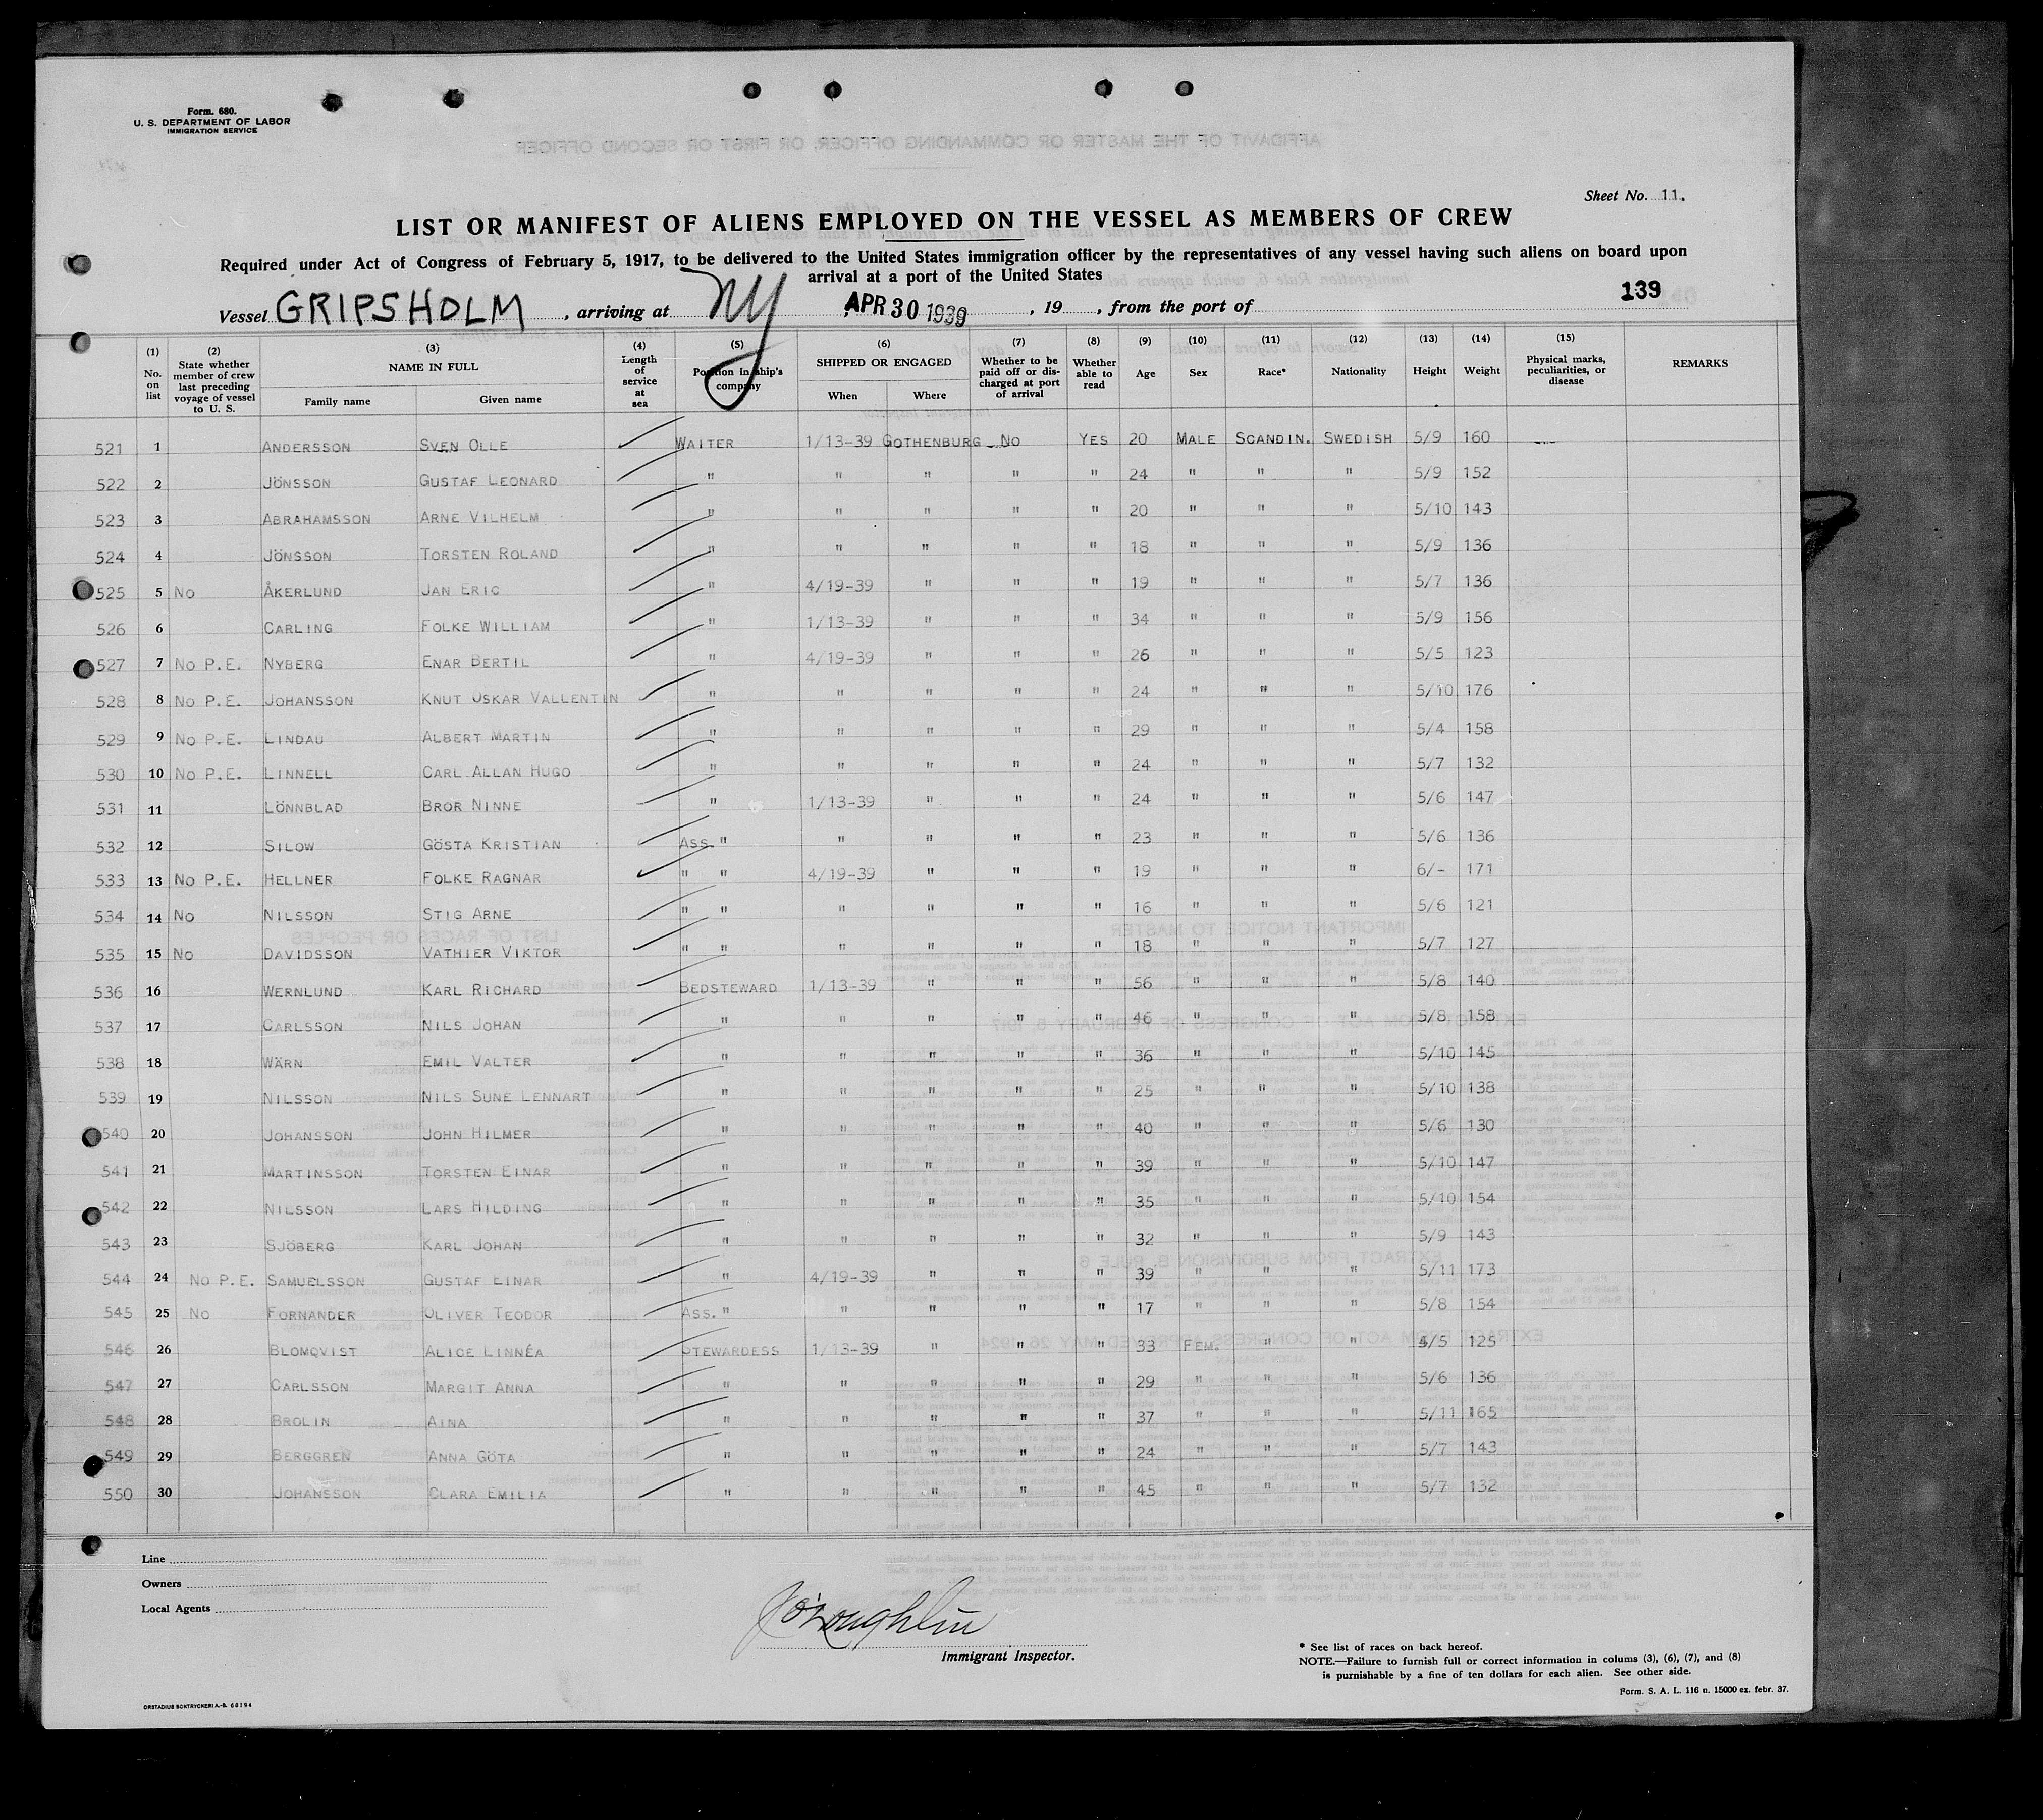 Form. 680.
U. S. DEPARTMENT OF LABOR
IMMIGRATION SERVICE
Sheet No. 11.
LIST OR MANIFEST OF ALIENS EMPLOYED ON THE VESSEL AS MEMBERS OF CREW
Required under Act of Congress of February 5, 1917, to be delivered to the United States immigration officer by the representatives of any vessel having such aliens on board upon
arrival at a port of the United States
139
Vessel GRIPSHOLM, arriving at NY APR 30 1939, 19, from the port of
(1) No. on list (2) State whether member of crew last preceding voyage of vessel to U. S. (3) NAME IN FULL Family name Given name (4) Length of service at sea (5) Position in ship's company (6) SHIPPED OR ENGAGED When Where (7) Whether to be paid off or discharged at port of arrival (8) Whether able to read (9) Age (10) Sex (11) Race* (12) Nationality (13) Height (14) Weight (15) Physical marks, peculiarities, or disease REMARKS
521 1 ANDERSSON SVEN OLLE WAITER 1/13-39 GOTHENBURG No YES 20 MALE SCANDIN. SWEDISH 5/9 160
522 2 JÖNSSON GUSTAF LEONARD " " " " " 24 " " " 5/9 152
523 3 ABRAHAMSSON ARNE VILHELM " " " " " 20 " " " 5/10 143
524 4 JÖNSSON TORSTEN ROLAND " " " " " 18 " " " 5/9 136
525 5 No ÅKERLUND JAN ERIC " 4/19-39 " " " 19 " " " 5/7 136
526 6 CARLING FOLKE WILLIAM " 1/13-39 " " " 34 " " " 5/9 156
527 7 No P.E. NYBERG ENAR BERTIL " 4/19-39 " " " 26 " " " 5/5 123
528 8 No P.E. JOHANSSON KNUT OSKAR VALLENTIN " " " " " 24 " " " 5/10 176
529 9 No P.E. LINDAU ALBERT MARTIN " " " " " 29 " " " 5/4 158
530 10 No P.E. LINNELL CARL ALLAN HUGO " " " " " 24 " " " 5/7 132
531 11 LÖNNBLAD BROR NINNE " 1/13-39 " " " 24 " " " 5/6 147
532 12 SILOW GÖSTA KRISTIAN ASS. " " " " " 23 " " " 5/6 136
533 13 No P.E. HELLNER FOLKE RAGNAR " " 4/19-39 " " " 19 " " " 6/- 171
534 14 No NILSSON STIG ARNE " " " " " " 16 " " " 5/6 121
535 15 No DAVIDSSON VATHIER VIKTOR " " " " " " 18 " " " 5/7 127
536 16 WERNLUND KARL RICHARD BEDSTEWARD 1/13-39 " " " 56 " " " 5/8 140
537 17 CARLSSON NILS JOHAN " " " " " 46 " " " 5/8 158
538 18 WÄRN EMIL VALTER " " " " " 36 " " " 5/10 145
539 19 NILSSON NILS SUNE LENNART " " " " " 25 " " " 5/10 138
540 20 JOHANSSON JOHN HILMER " " " " " 40 " " " 5/6 130
541 21 MARTINSSON TORSTEN EINAR " " " " " 39 " " " 5/10 147
542 22 NILSSON LARS HILDING " " " " " 35 " " " 5/10 154
543 23 SJÖBERG KARL JOHAN " " " " " 32 " " " 5/9 143
544 24 No P.E. SAMUELSSON GUSTAF EINAR " 4/19-39 " " " 39 " " " 5/11 173
545 25 No FORNANDER OLIVER TEODOR ASS. " " " " " 17 " " " 5/8 154
546 26 BLOMQVIST ALICE LINNÉA STEWARDESS 1/13-39 " " " 33 FEM. " " 5/5 125
547 27 CARLSSON MARGIT ANNA " " " " " 29 " " " 5/6 136
548 28 BROLIN AINA " " " " " 37 " " " 5/11 165
549 29 BERGGREN ANNA GÖTA " " " " " 24 " " " 5/7 143
550 30 JOHANSSON CLARA EMILIA " " " " " 45 " " " 5/7 132
Line
Owners
Local Agents
J O'Loughlin
Immigrant Inspector.
* See list of races on back hereof.
NOTE.—Failure to furnish full or correct information in colums (3), (6), (7), and (8)
is punishable by a fine of ten dollars for each alien. See other side.
Form. S. A. L. 116 n. 15000 ex. febr. 37.
ORSTADIUS BOKTRYCKERI A.-B. 68194